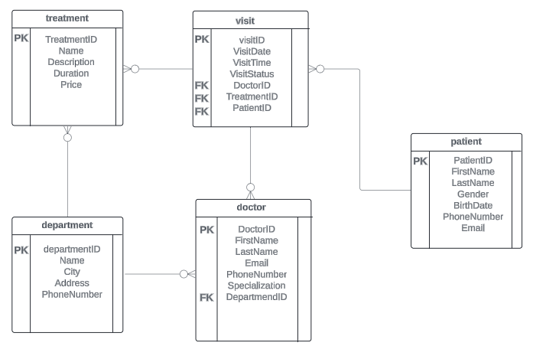 treatment
PK TreatmentID
Name
Description
Duration
Price
visit
PK visitID
VisitDate
VisitTime
VisitStatus
FK DoctorID
FK TreatmentID
FK PatientID
patient
PK PatientID
FirstName
LastName
Gender
BirthDate
PhoneNumber
Email
department
PK departmentID
Name
City
Address
PhoneNumber
doctor
PK DoctorID
FirstName
LastName
Email
PhoneNumber
Specialization
FK DepartmendID